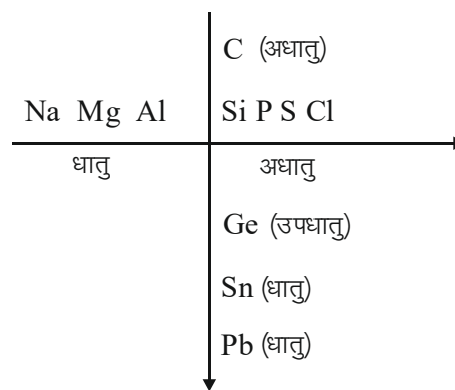 C (अधातु)
Na Mg Al Si P S Cl
धातु अधातु
Ge (उपधातु)
Sn (धातु)
Pb (धातु)